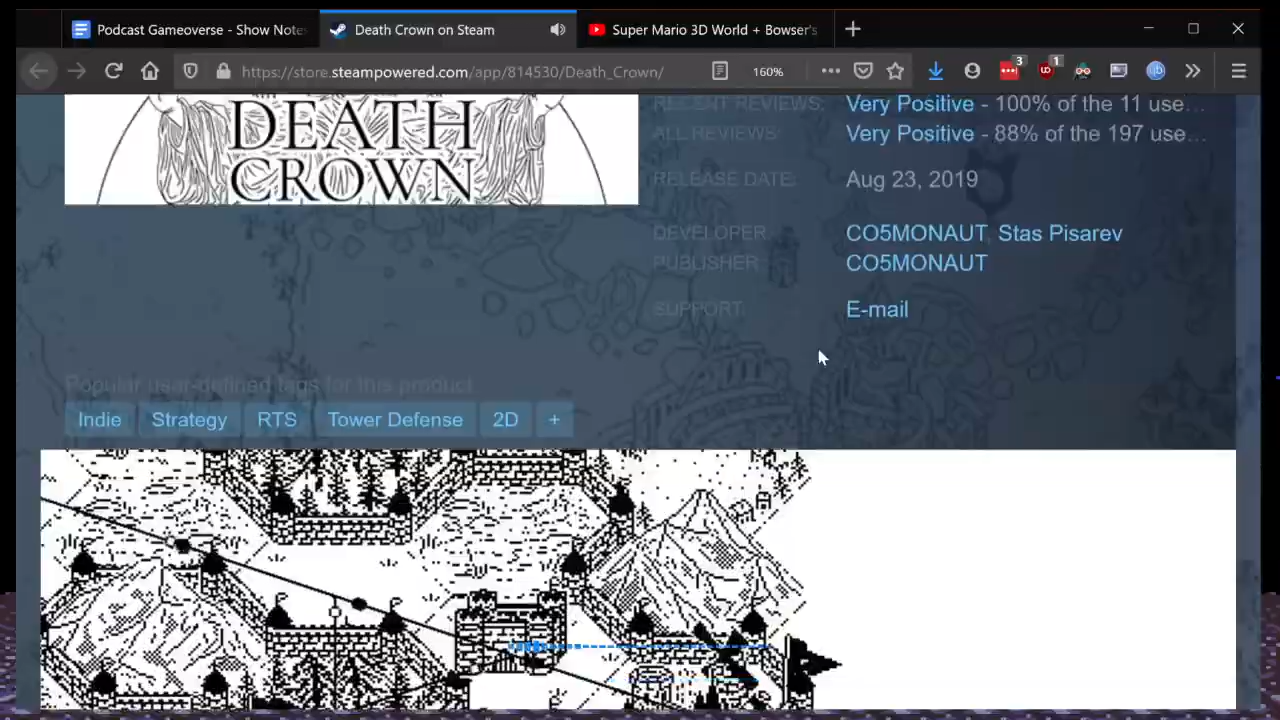 Podcast Gameoverse - Show Notes
Death Crown on Steam
Super Mario 3D World + Bowser's
https://store.steampowered.com/app/814530/Death_Crown/
160%
3
1
DEATH
CROWN
RECENT REVIEWS:
Very Positive - 100% of the 11 use...
ALL REVIEWS:
Very Positive - 88% of the 197 use...
RELEASE DATE:
Aug 23, 2019
DEVELOPER:
CO5MONAUT, Stas Pisarev
PUBLISHER:
CO5MONAUT
SUPPORT:
E-mail
Popular user-defined tags for this product:
Indie
Strategy
RTS
Tower Defense
2D
+